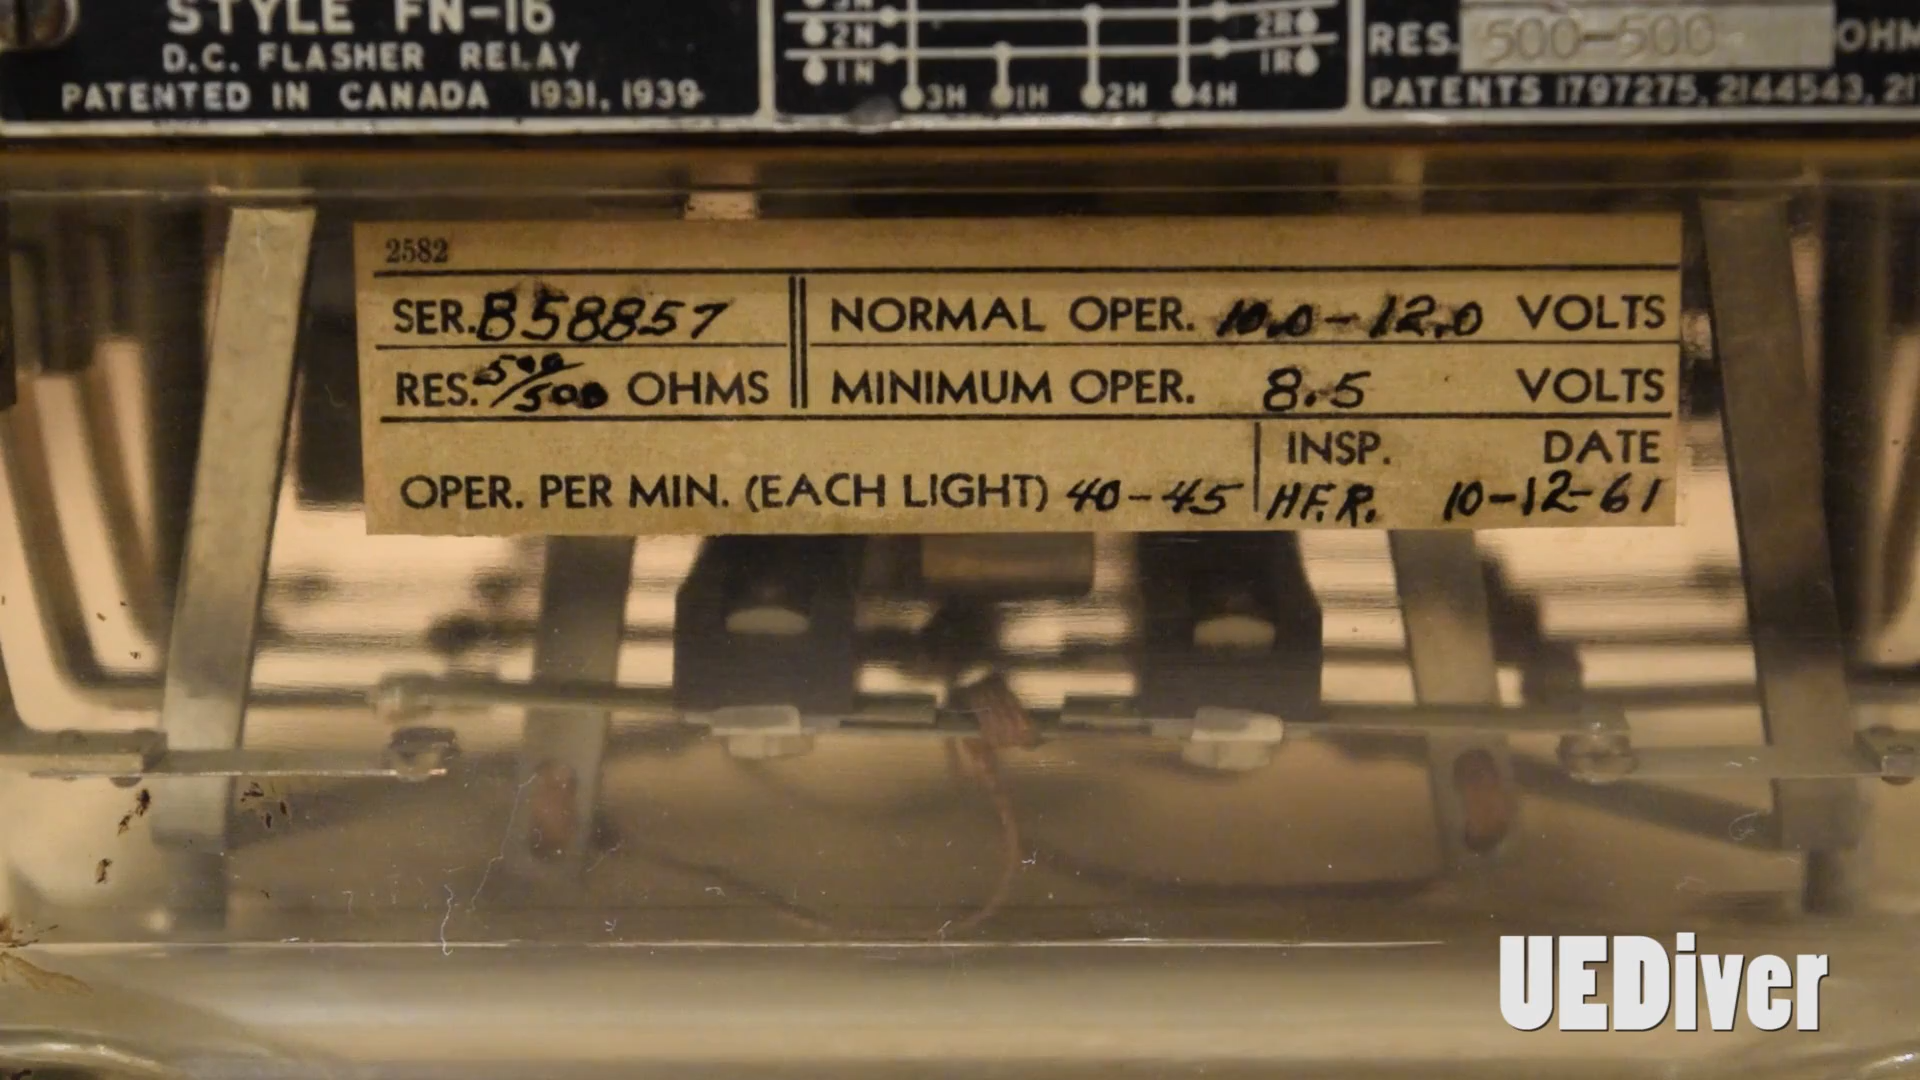 STYLE FN-16
D.C. FLASHER RELAY
PATENTED IN CANADA 1931, 1939
2N
1N
3H 1H 2H 4H
2R
1R
RES. 500-500 OHM
PATENTS 1797275, 2144543, 21
2582
SER. 858857
RES. 500/500 OHMS
NORMAL OPER. 10.0-12.0 VOLTS
MINIMUM OPER. 8.5 VOLTS
OPER. PER MIN. (EACH LIGHT) 40-45
INSP. DATE
H.F.R. 10-12-61
UEDiver